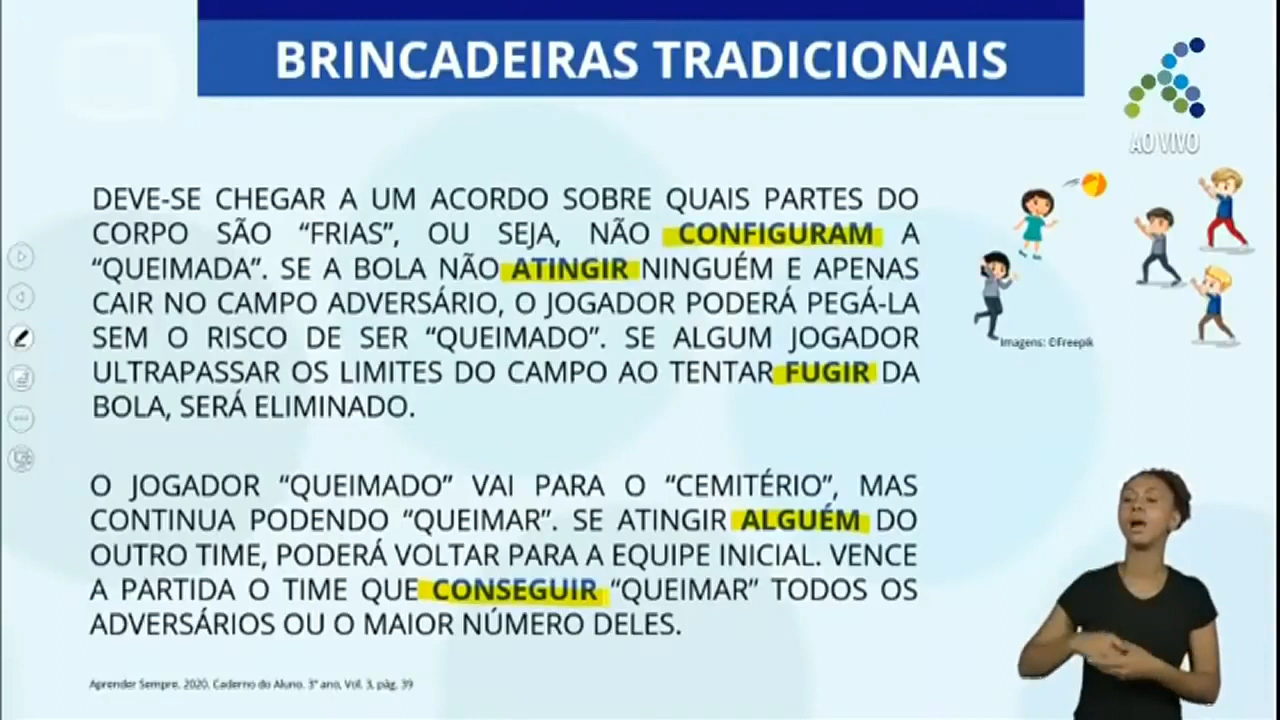 BRINCADEIRAS TRADICIONAIS
AO VIVO
DEVE-SE CHEGAR A UM ACORDO SOBRE QUAIS PARTES DO
CORPO SÃO “FRIAS”, OU SEJA, NÃO CONFIGURAM A
“QUEIMADA”. SE A BOLA NÃO ATINGIR NINGUÉM E APENAS
CAIR NO CAMPO ADVERSÁRIO, O JOGADOR PODERÁ PEGÁ-LA
SEM O RISCO DE SER “QUEIMADO”. SE ALGUM JOGADOR
ULTRAPASSAR OS LIMITES DO CAMPO AO TENTAR FUGIR DA
BOLA, SERÁ ELIMINADO.
Imagens: ©Freepik
O JOGADOR “QUEIMADO” VAI PARA O “CEMITÉRIO”, MAS
CONTINUA PODENDO “QUEIMAR”. SE ATINGIR ALGUÉM DO
OUTRO TIME, PODERÁ VOLTAR PARA A EQUIPE INICIAL. VENCE
A PARTIDA O TIME QUE CONSEGUIR “QUEIMAR” TODOS OS
ADVERSÁRIOS OU O MAIOR NÚMERO DELES.
Aprender Sempre, 2020, Caderno do Aluno, 3° ano, Vol. 3, pág. 39